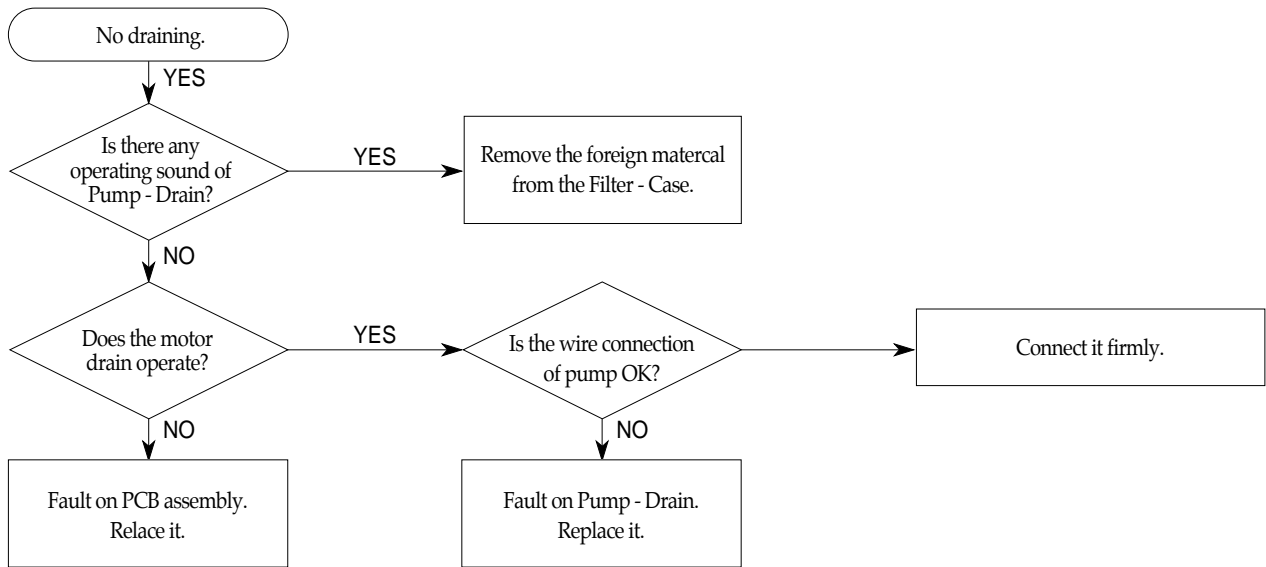 No draining.
YES
Is there any
operating sound of
Pump - Drain?
YES
Remove the foreign matercal
from the Filter - Case.
NO
Does the motor
drain operate?
YES
Is the wire connection
of pump OK?
Connect it firmly.
NO
NO
Fault on PCB assembly.
Relace it.
Fault on Pump - Drain.
Replace it.